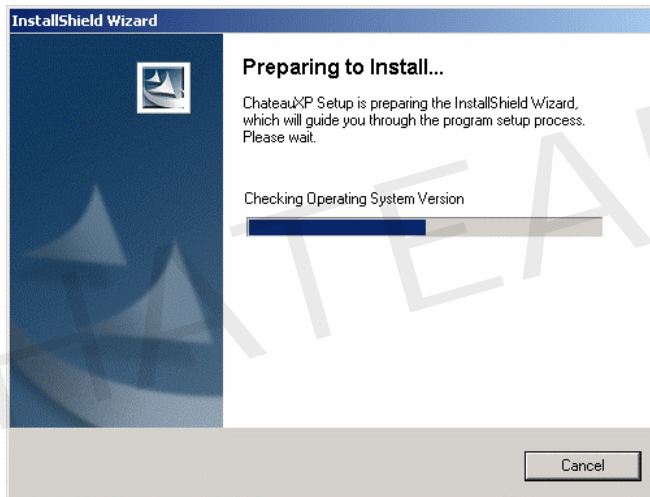 InstallShield Wizard
Preparing to Install...
ChateauXP Setup is preparing the InstallShield Wizard,
which will guide you through the program setup process.
Please wait.
Checking Operating System Version
HATEA
Cancel